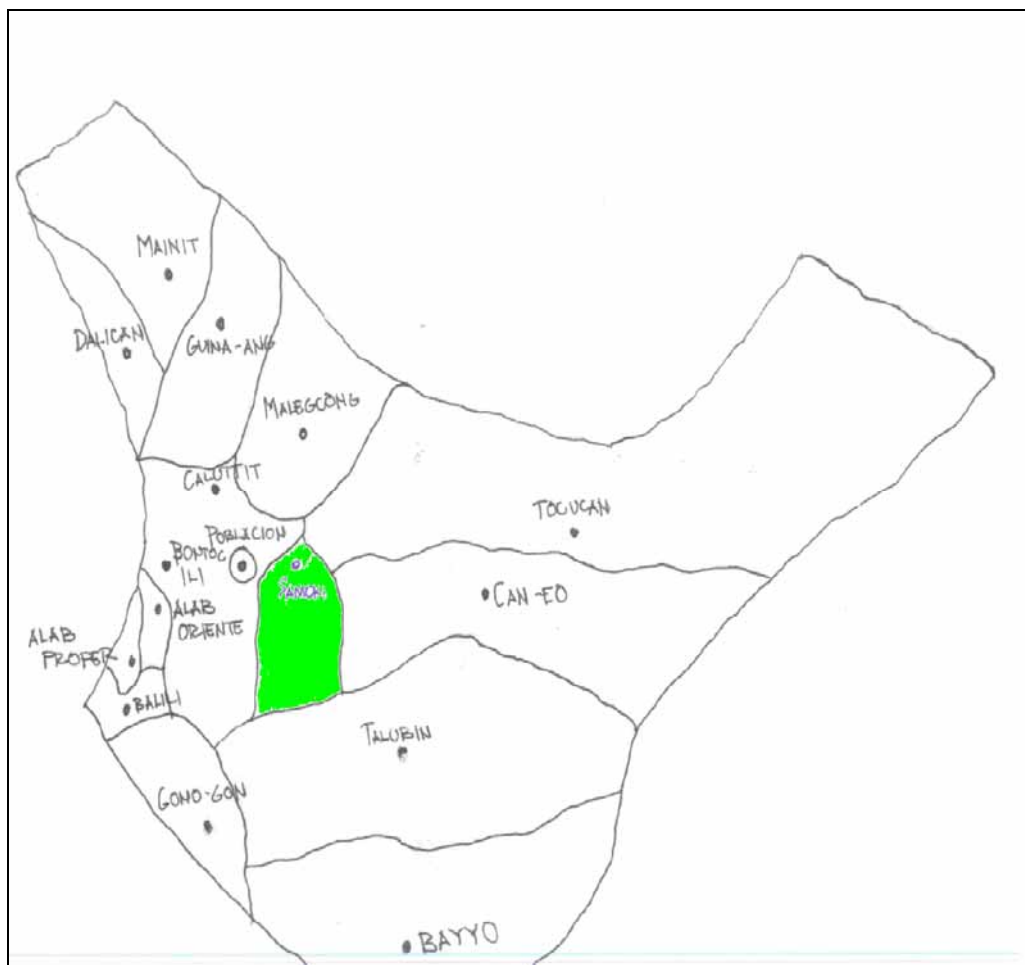 MAINIT
DALICAN
GUINA-ANG
MALEGCONG
CALUTTIT
TOCUCAN
POBLACION
BONTOC
ILI
SAMOKI
CAN-EO
ALAB
ORIENTE
ALAB
PROPER
BALILI
TALUBIN
GONO-GON
BAYYO